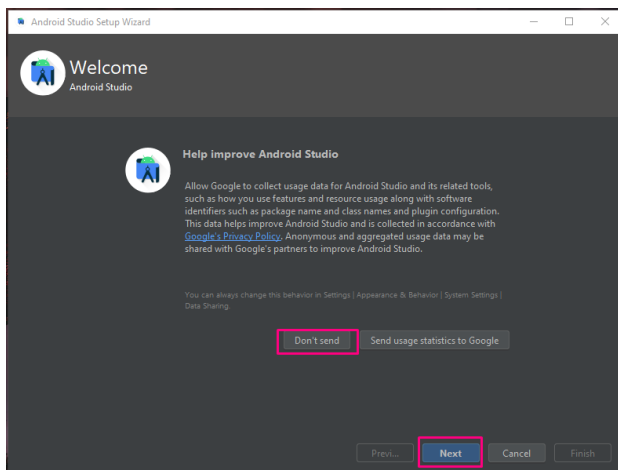 Android Studio Setup Wizard
Welcome
Android Studio
Help improve Android Studio
Allow Google to collect usage data for Android Studio and its related tools,
such as how you use features and resource usage along with software
identifiers such as package name and class names and plugin configuration.
This data helps improve Android Studio and is collected in accordance with
Google's Privacy Policy. Anonymous and aggregated usage data may be
shared with Google's partners to improve Android Studio.
You can always change this behavior in Settings | Appearance & Behavior | System Settings |
Data Sharing.
Don't send Send usage statistics to Google
Previ... Next Cancel Finish